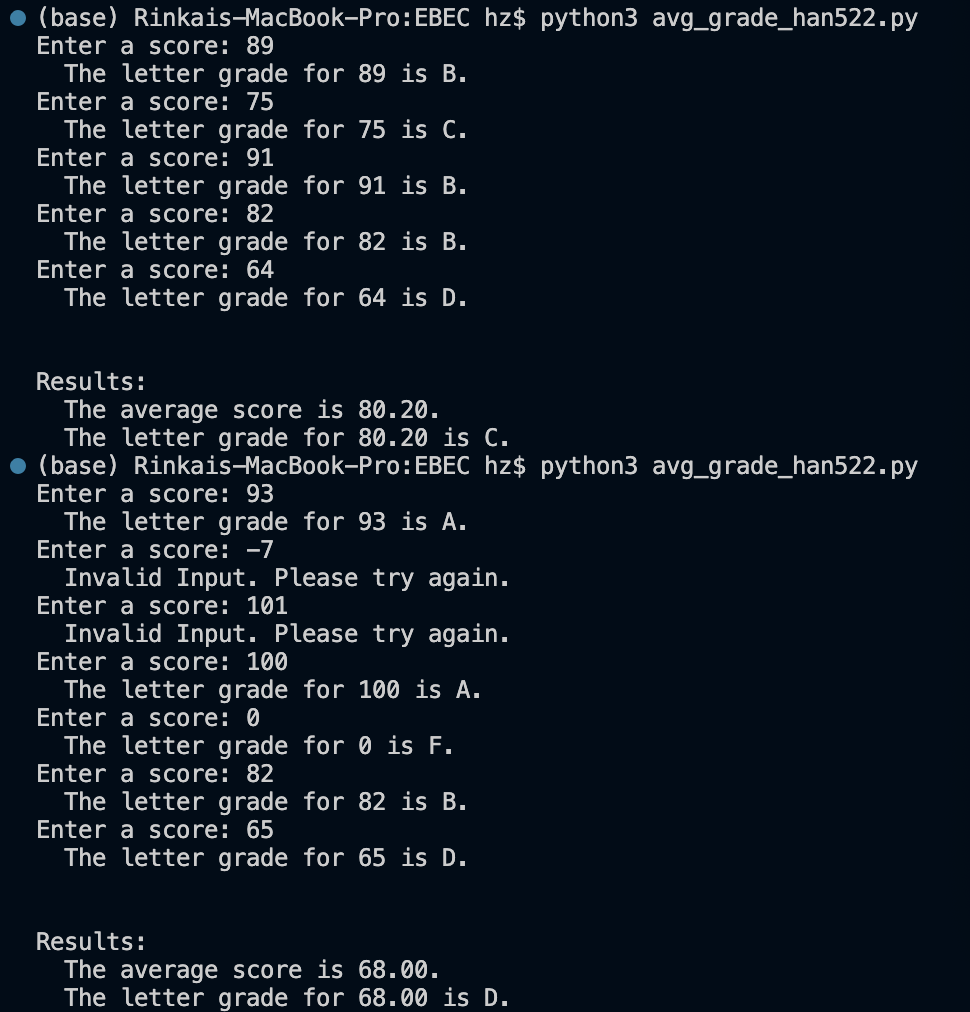 (base) Rinkais-MacBook-Pro:EBEC hz$ python3 avg_grade_han522.py
Enter a score: 89
  The letter grade for 89 is B.
Enter a score: 75
  The letter grade for 75 is C.
Enter a score: 91
  The letter grade for 91 is B.
Enter a score: 82
  The letter grade for 82 is B.
Enter a score: 64
  The letter grade for 64 is D.
Results:
  The average score is 80.20.
  The letter grade for 80.20 is C.
(base) Rinkais-MacBook-Pro:EBEC hz$ python3 avg_grade_han522.py
Enter a score: 93
  The letter grade for 93 is A.
Enter a score: -7
  Invalid Input. Please try again.
Enter a score: 101
  Invalid Input. Please try again.
Enter a score: 100
  The letter grade for 100 is A.
Enter a score: 0
  The letter grade for 0 is F.
Enter a score: 82
  The letter grade for 82 is B.
Enter a score: 65
  The letter grade for 65 is D.
Results:
  The average score is 68.00.
  The letter grade for 68.00 is D.